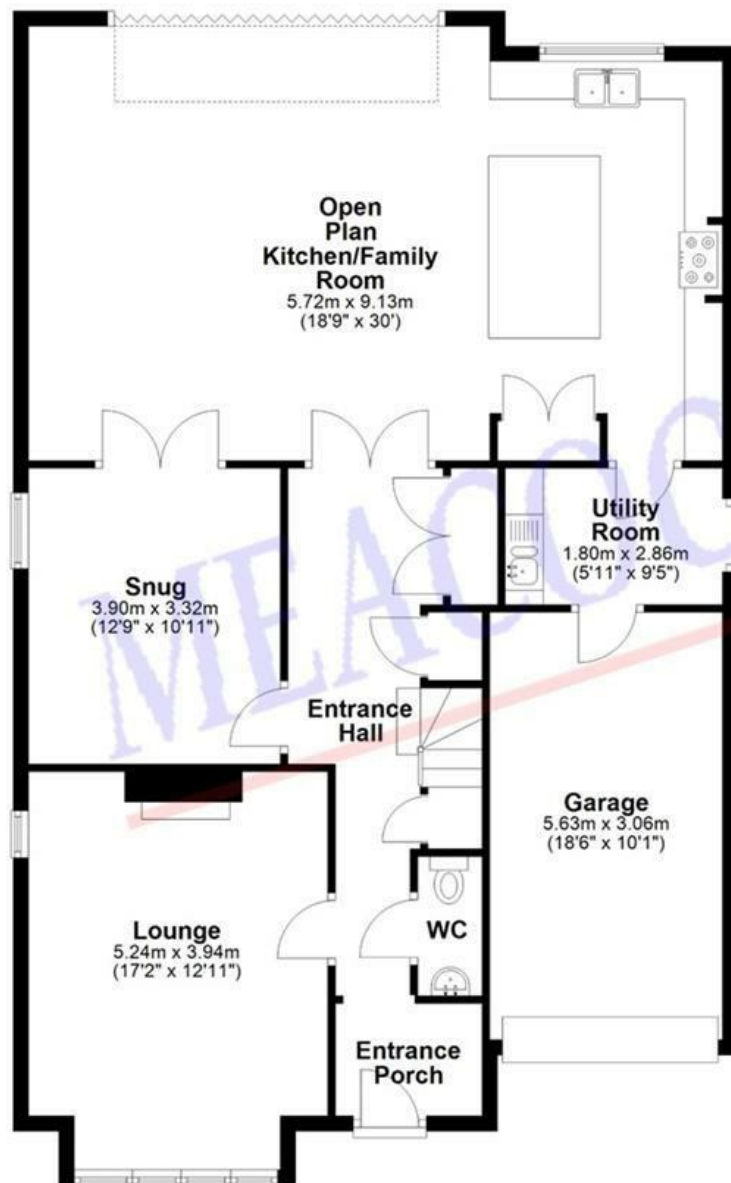 Open
Plan
Kitchen/Family
Room
5.72m x 9.13m
(18'9" x 30')
Utility
Room
1.80m x 2.86m
(5'11" x 9'5")
Snug
3.90m x 3.32m
(12'9" x 10'11")
MEACOC
Entrance
Hall
Garage
5.63m x 3.06m
(18'6" x 10'1")
Lounge
5.24m x 3.94m
(17'2" x 12'11")
WC
Entrance
Porch